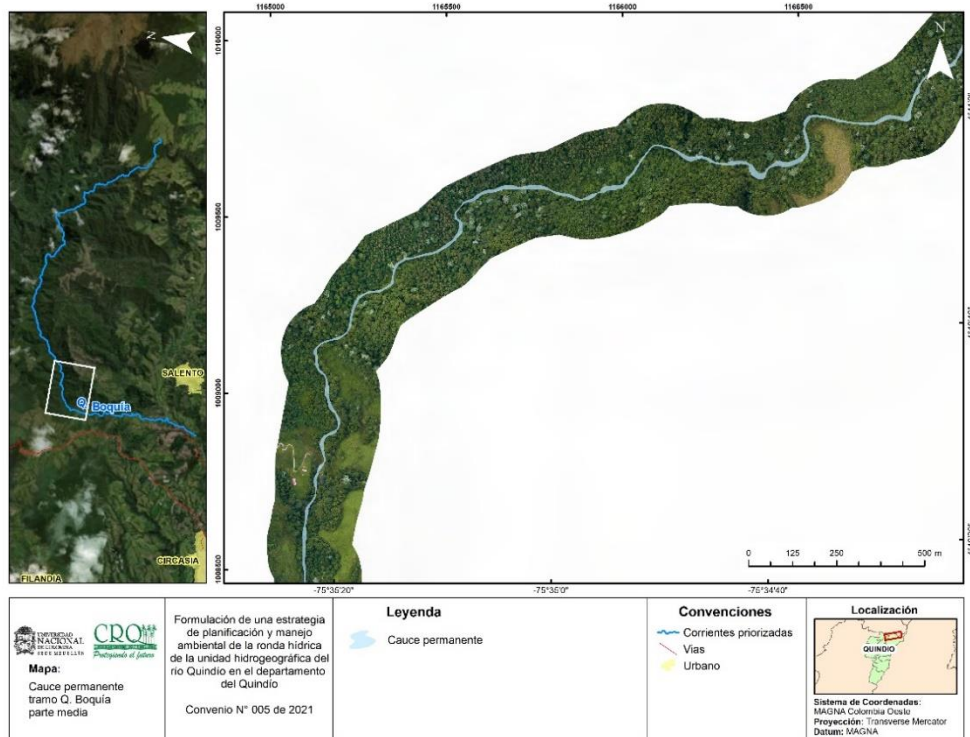 1165000 1165500 1166000 1166500
N
N
1010000
1009500
1009000
1008500
SALENTO
Q. Boquía
CIRCASIA
FILANDIA
0 125 250 500 m
-75°35'20" -75°35'0" -75°34'40"
UNIVERSIDAD
NACIONAL
DE COLOMBIA
SEDE MEDELLÍN
CRQ
Protegiendo el futuro
Mapa:
Cauce permanente
tramo Q. Boquía
parte media
Formulación de una estrategia
de planificación y manejo
ambiental de la ronda hídrica
de la unidad hidrogeográfica del
río Quindío en el departamento
del Quindío
Convenio N° 005 de 2021
Leyenda
Cauce permanente
Convenciones
Corrientes priorizadas
Vias
Urbano
Localización
QUINDIO
Sistema de Coordenadas:
MAGNA Colombia Oeste
Proyección: Transverse Mercator
Datum: MAGNA